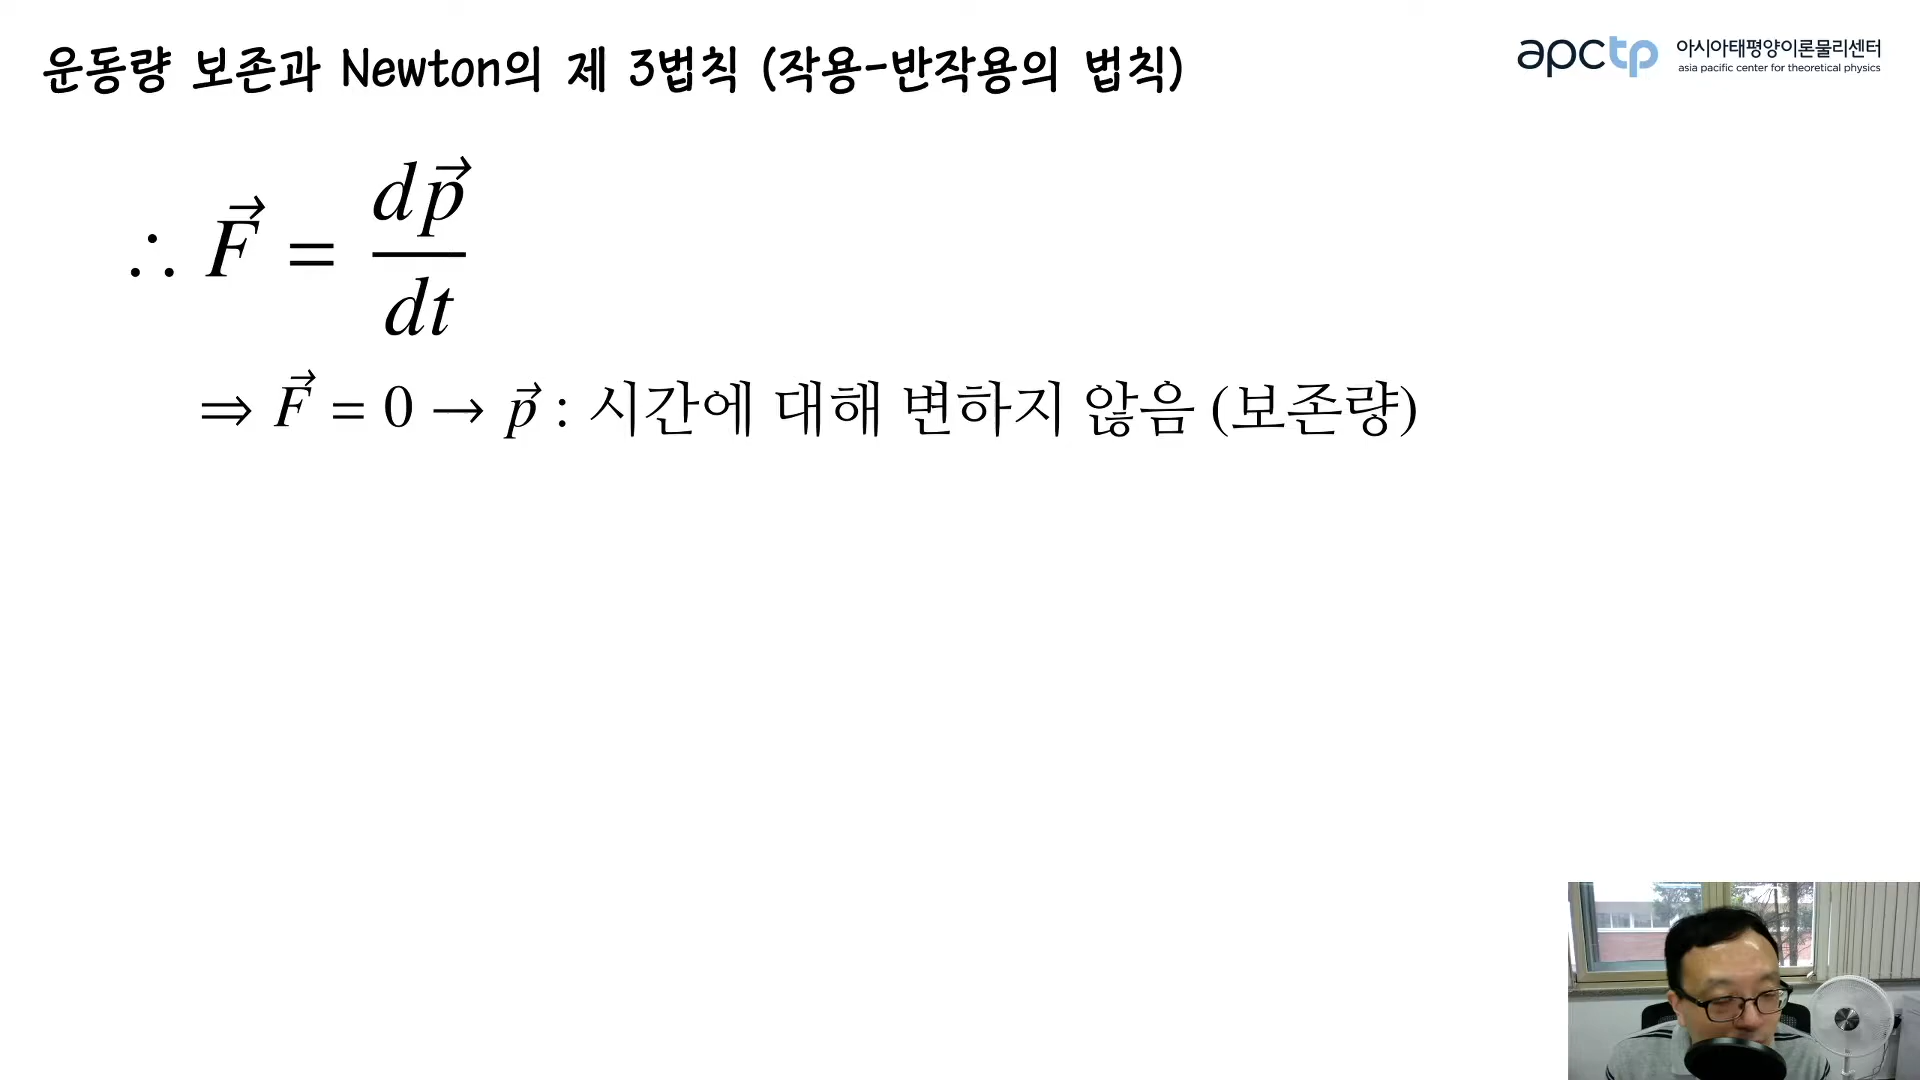 운동량 보존과 Newton의 제 3법칙 (작용-반작용의 법칙)
apctp 아시아태평양이론물리센터
asia pacific center for theoretical physics
∴ F⃗ = dp⃗/dt
⇒ F⃗ = 0 → p⃗ : 시간에 대해 변하지 않음 (보존량)